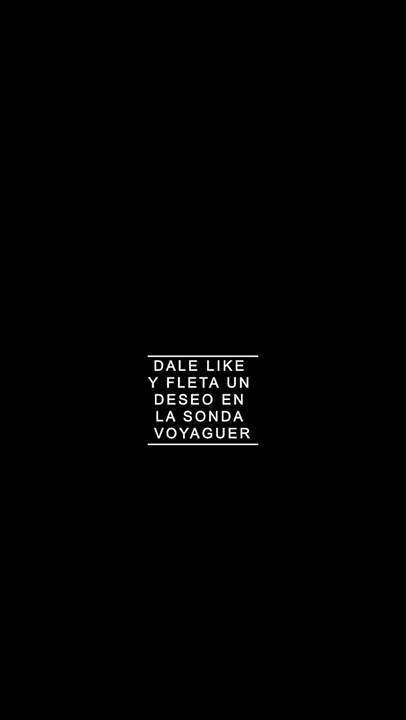 DALE LIKE
Y FLETA UN
DESEO EN
LA SONDA
VOYAGUER